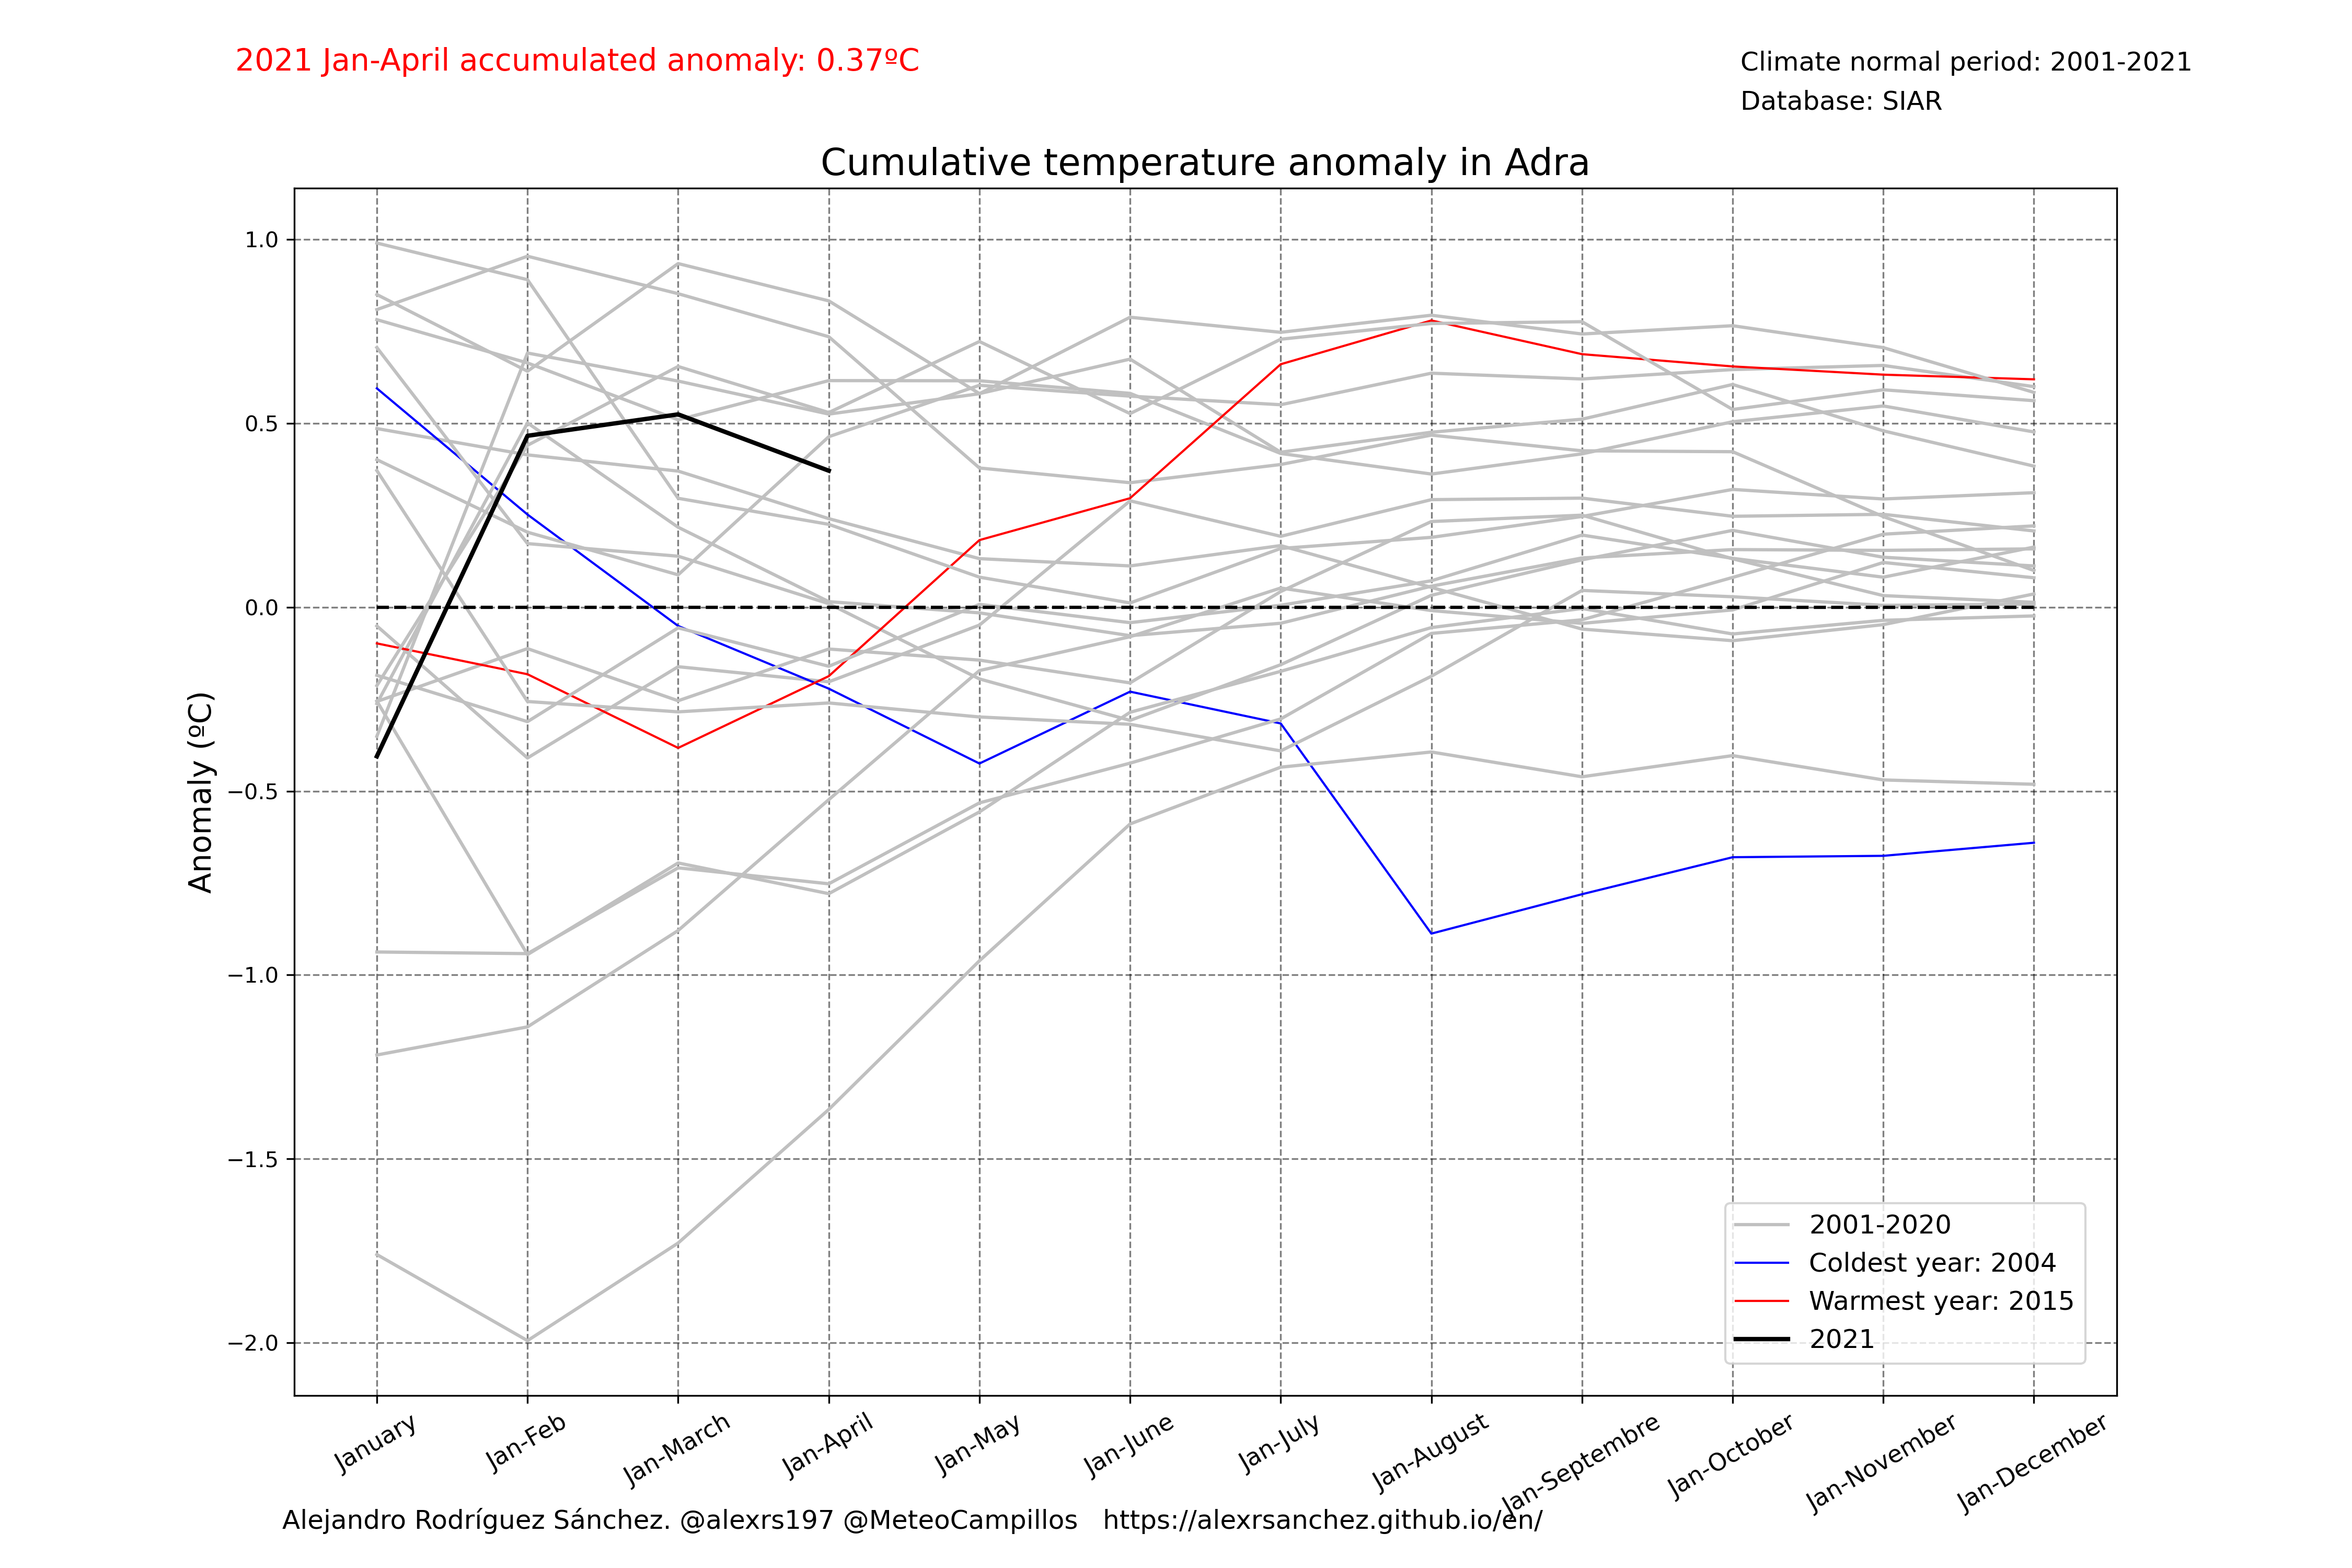 2021 Jan-April accumulated anomaly: 0.37ºC
Climate normal period: 2001-2021
Database: SIAR
Cumulative temperature anomaly in Adra
Anomaly (ºC)
1.0
0.5
0.0
−0.5
−1.0
−1.5
−2.0
2001-2020
Coldest year: 2004
Warmest year: 2015
2021
January
Jan-Feb
Jan-March
Jan-April
Jan-May
Jan-June
Jan-July
Jan-August
Jan-Septembre
Jan-October
Jan-November
Jan-December
Alejandro Rodríguez Sánchez. @alexrs197 @MeteoCampillos   https://alexrsanchez.github.io/en/